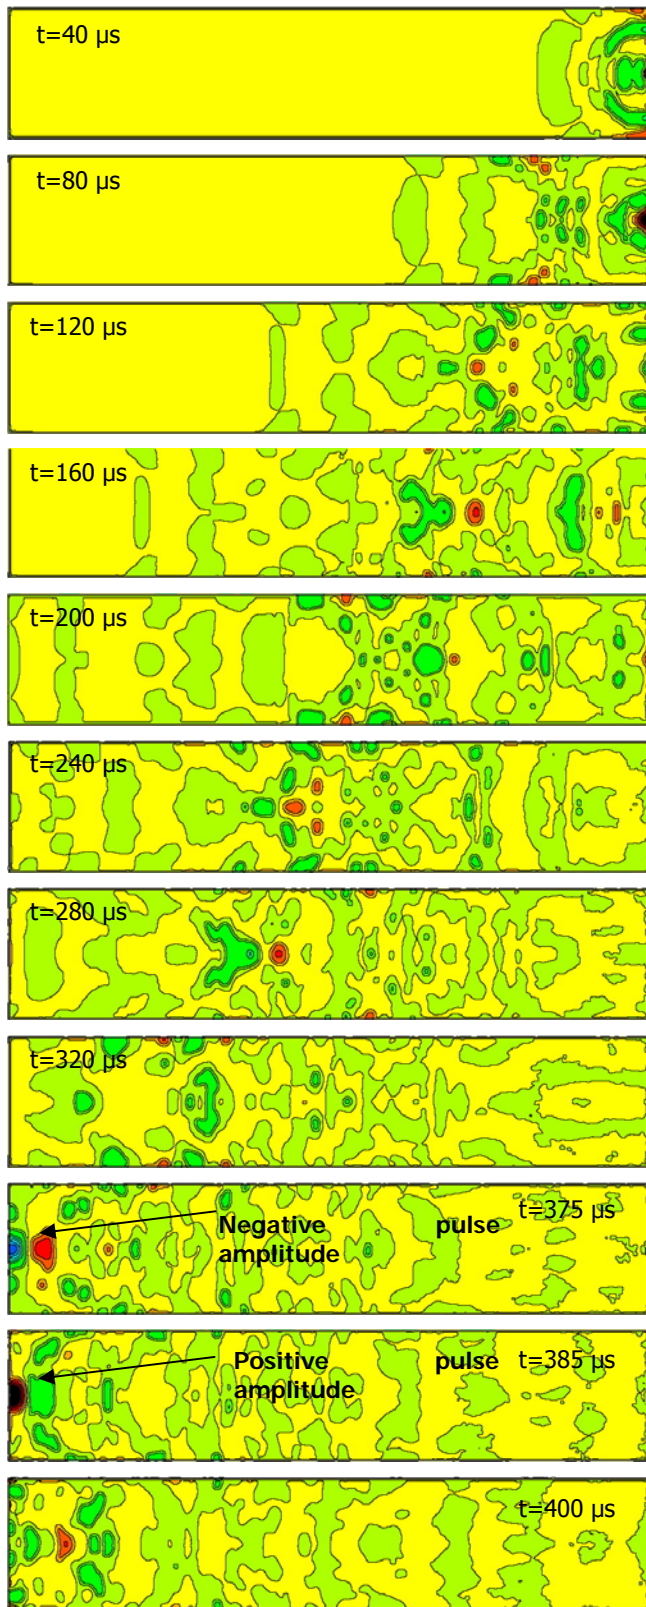 t=40 µs
t=80 µs
t=120 µs
t=160 µs
t=200 µs
t=240 µs
t=280 µs
t=320 µs
t=375 µs
Negative pulse
amplitude
Positive pulse t=385 µs
amplitude
t=400 µs